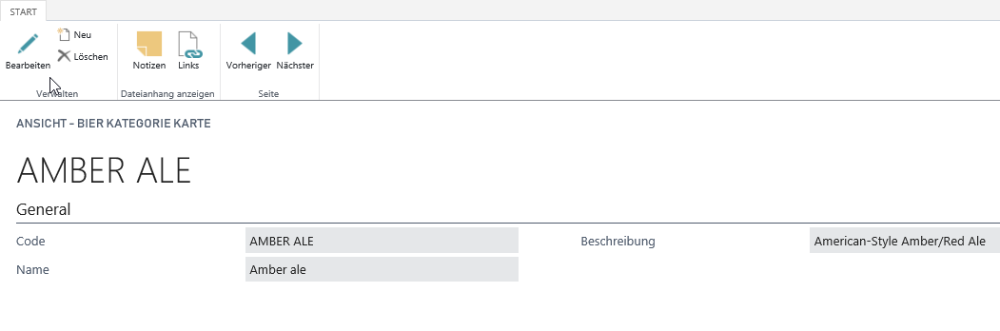 START
Bearbeiten
Neu
Löschen
Verwalten
Notizen
Links
Dateianhang anzeigen
Vorheriger
Nächster
Seite
ANSICHT - BIER KATEGORIE KARTE
AMBER ALE
General
Code AMBER ALE
Beschreibung American-Style Amber/Red Ale
Name Amber ale